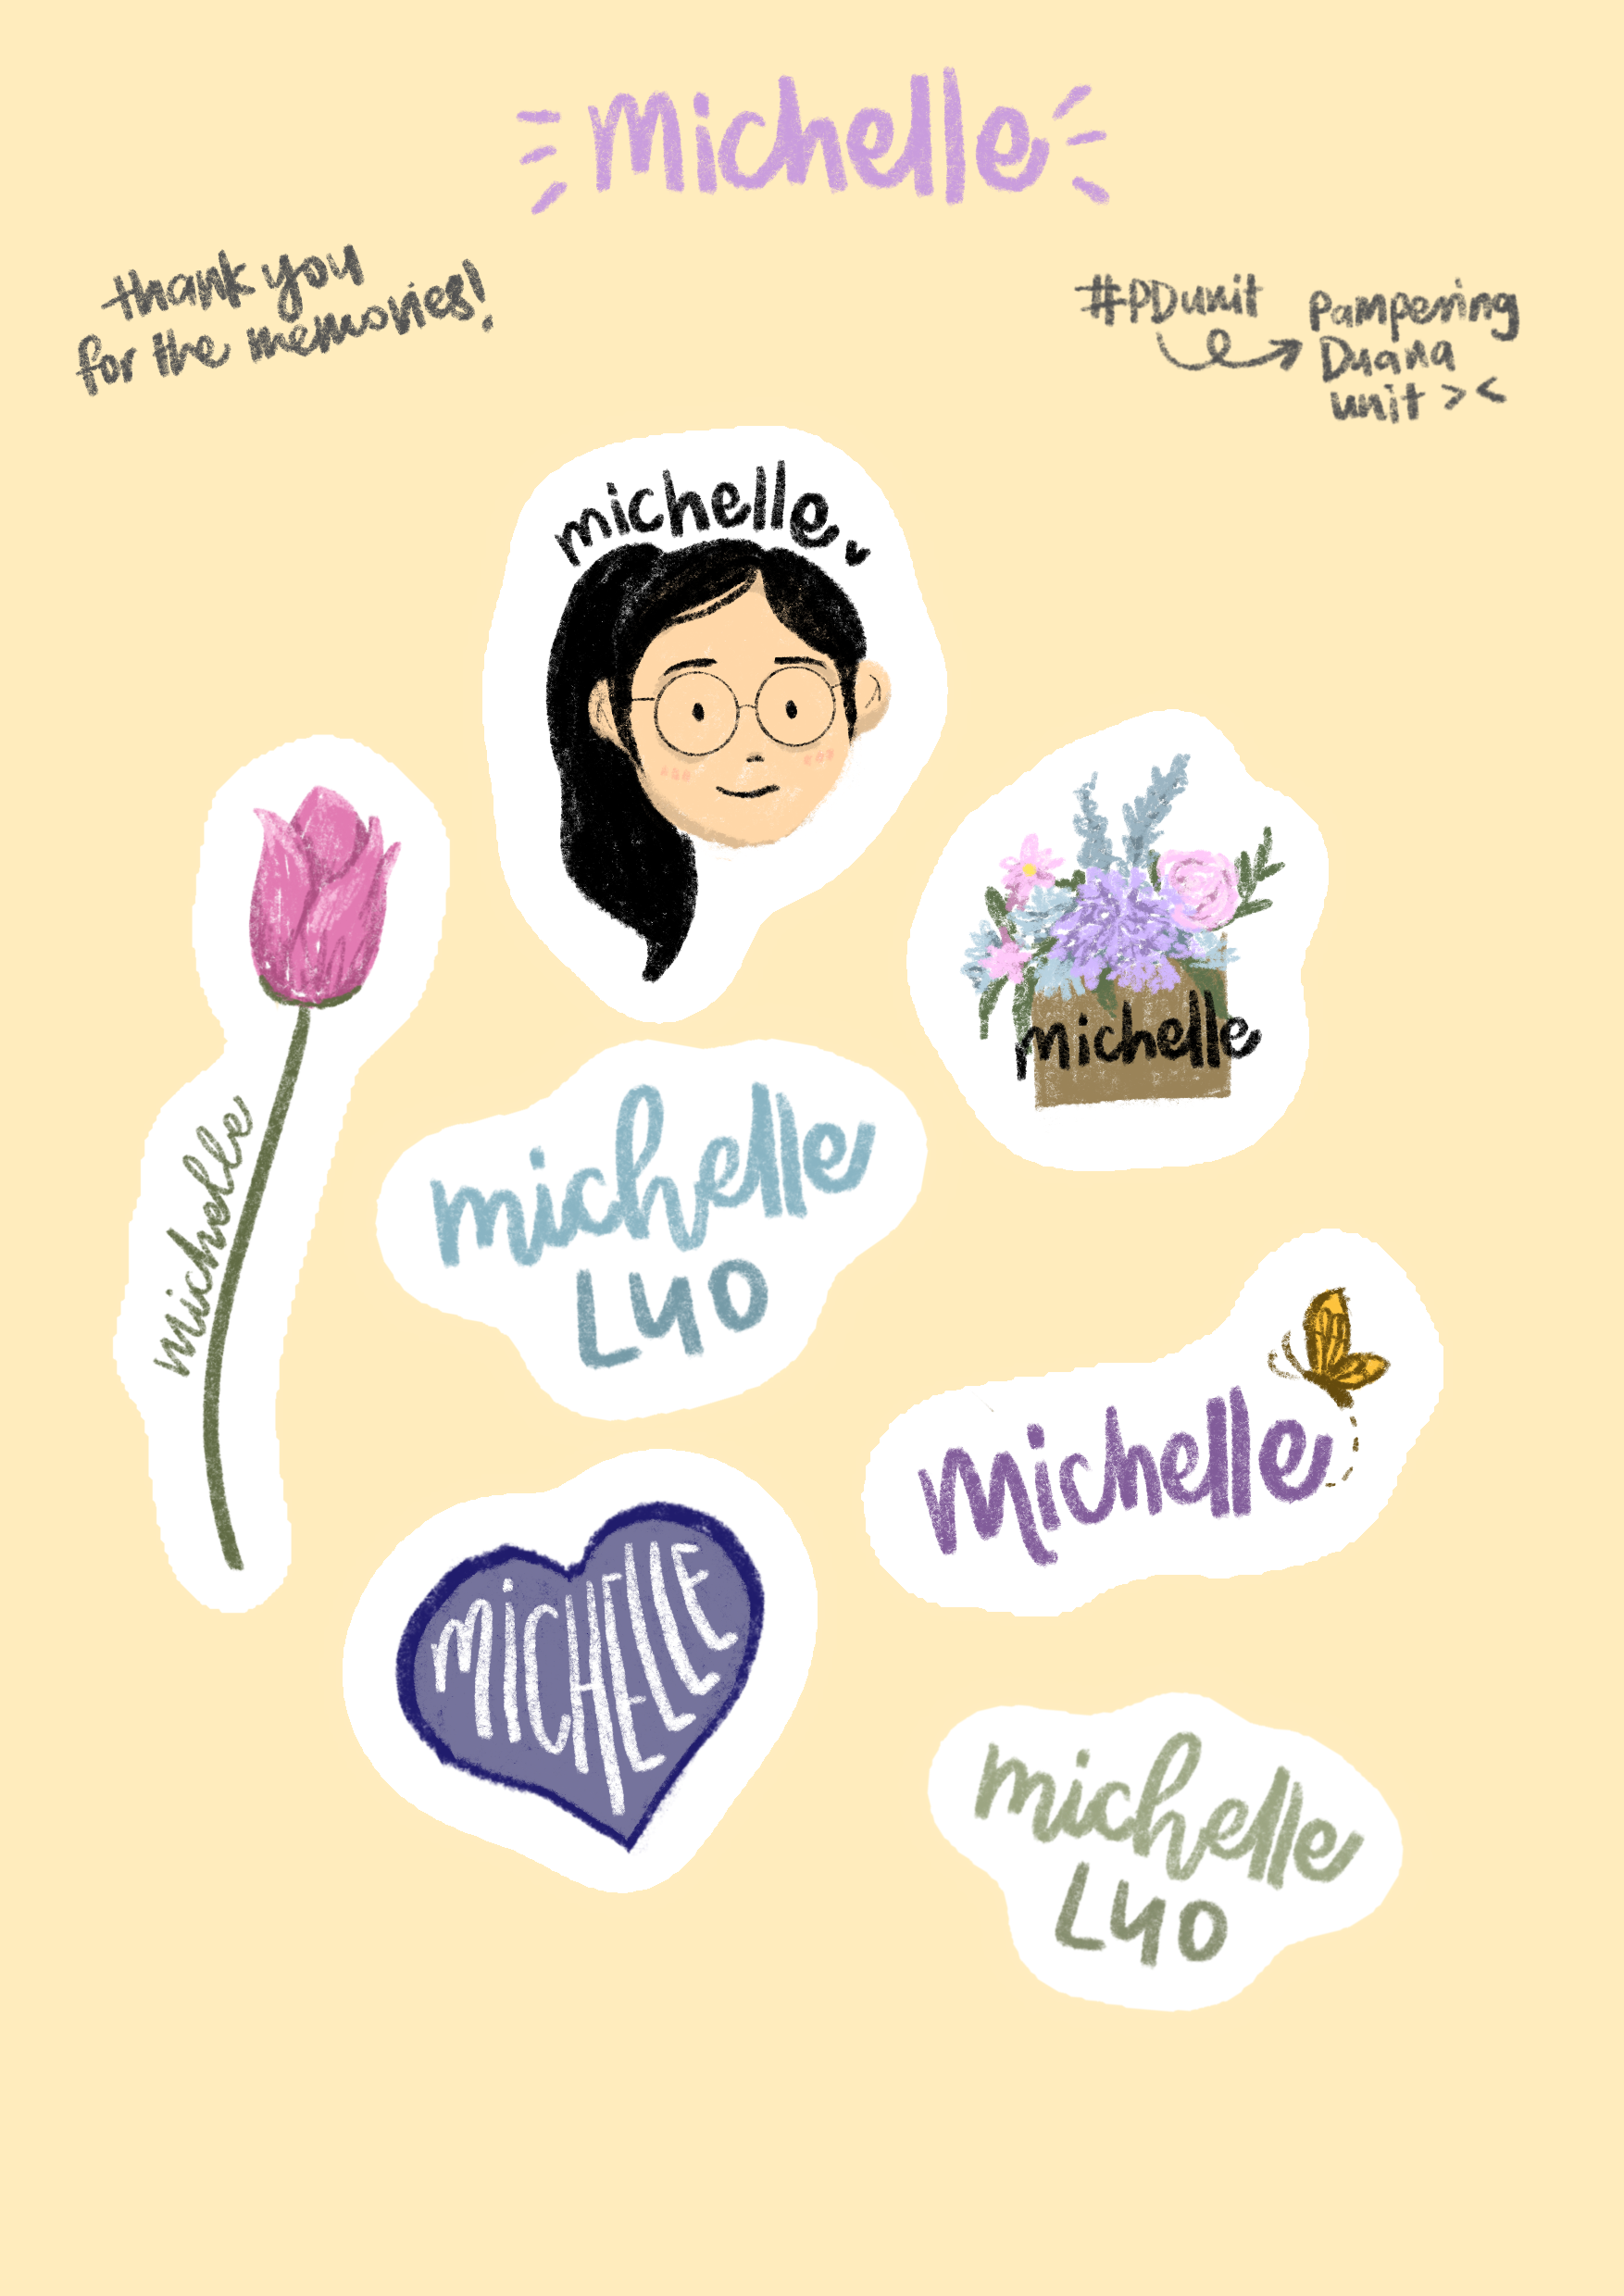 Michelle
thank you
for the memories!
#PDunit
Pampering
Duana
unit ><
michelle
michelle
michelle
michelle
Luo
Michelle
MiCHELLE
michelle
Luo